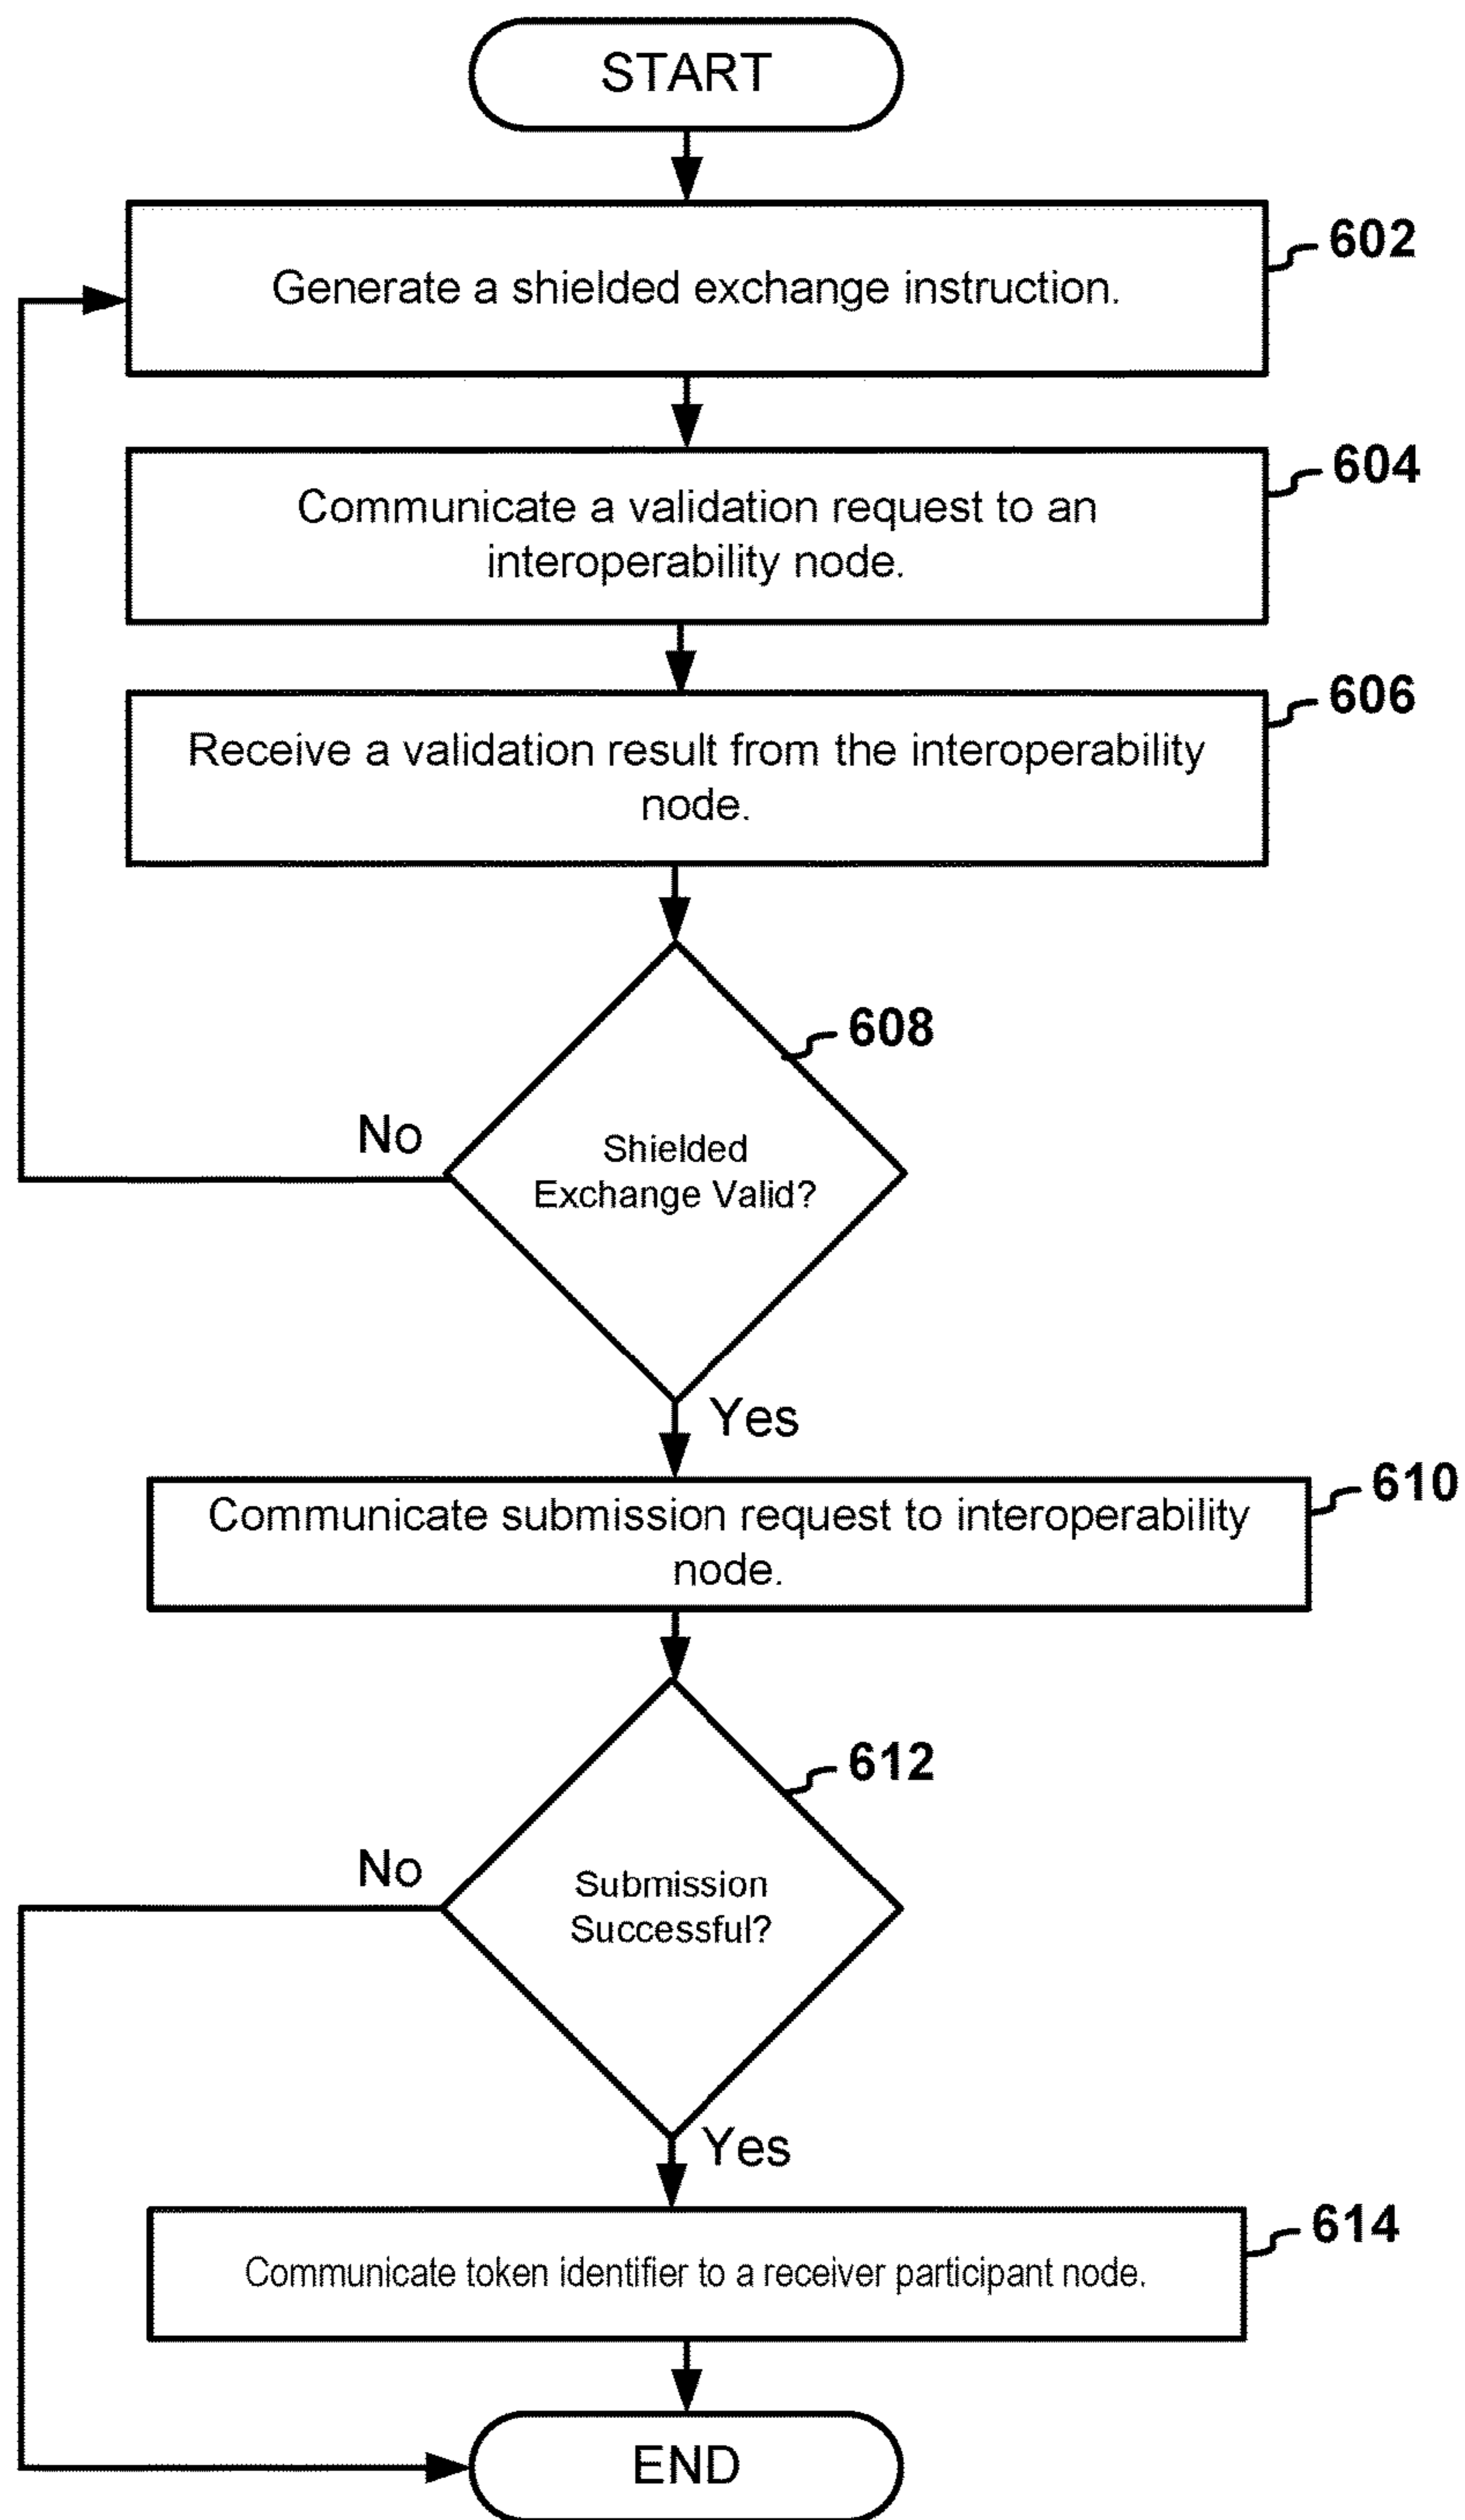 START
602
Generate a shielded exchange instruction.
604
Communicate a validation request to an
interoperability node.
606
Receive a validation result from the interoperability
node.
608
No
Shielded
Exchange Valid?
Yes
610
Communicate submission request to interoperability
node.
612
No
Submission
Successful?
Yes
614
Communicate token identifier to a receiver participant node.
END